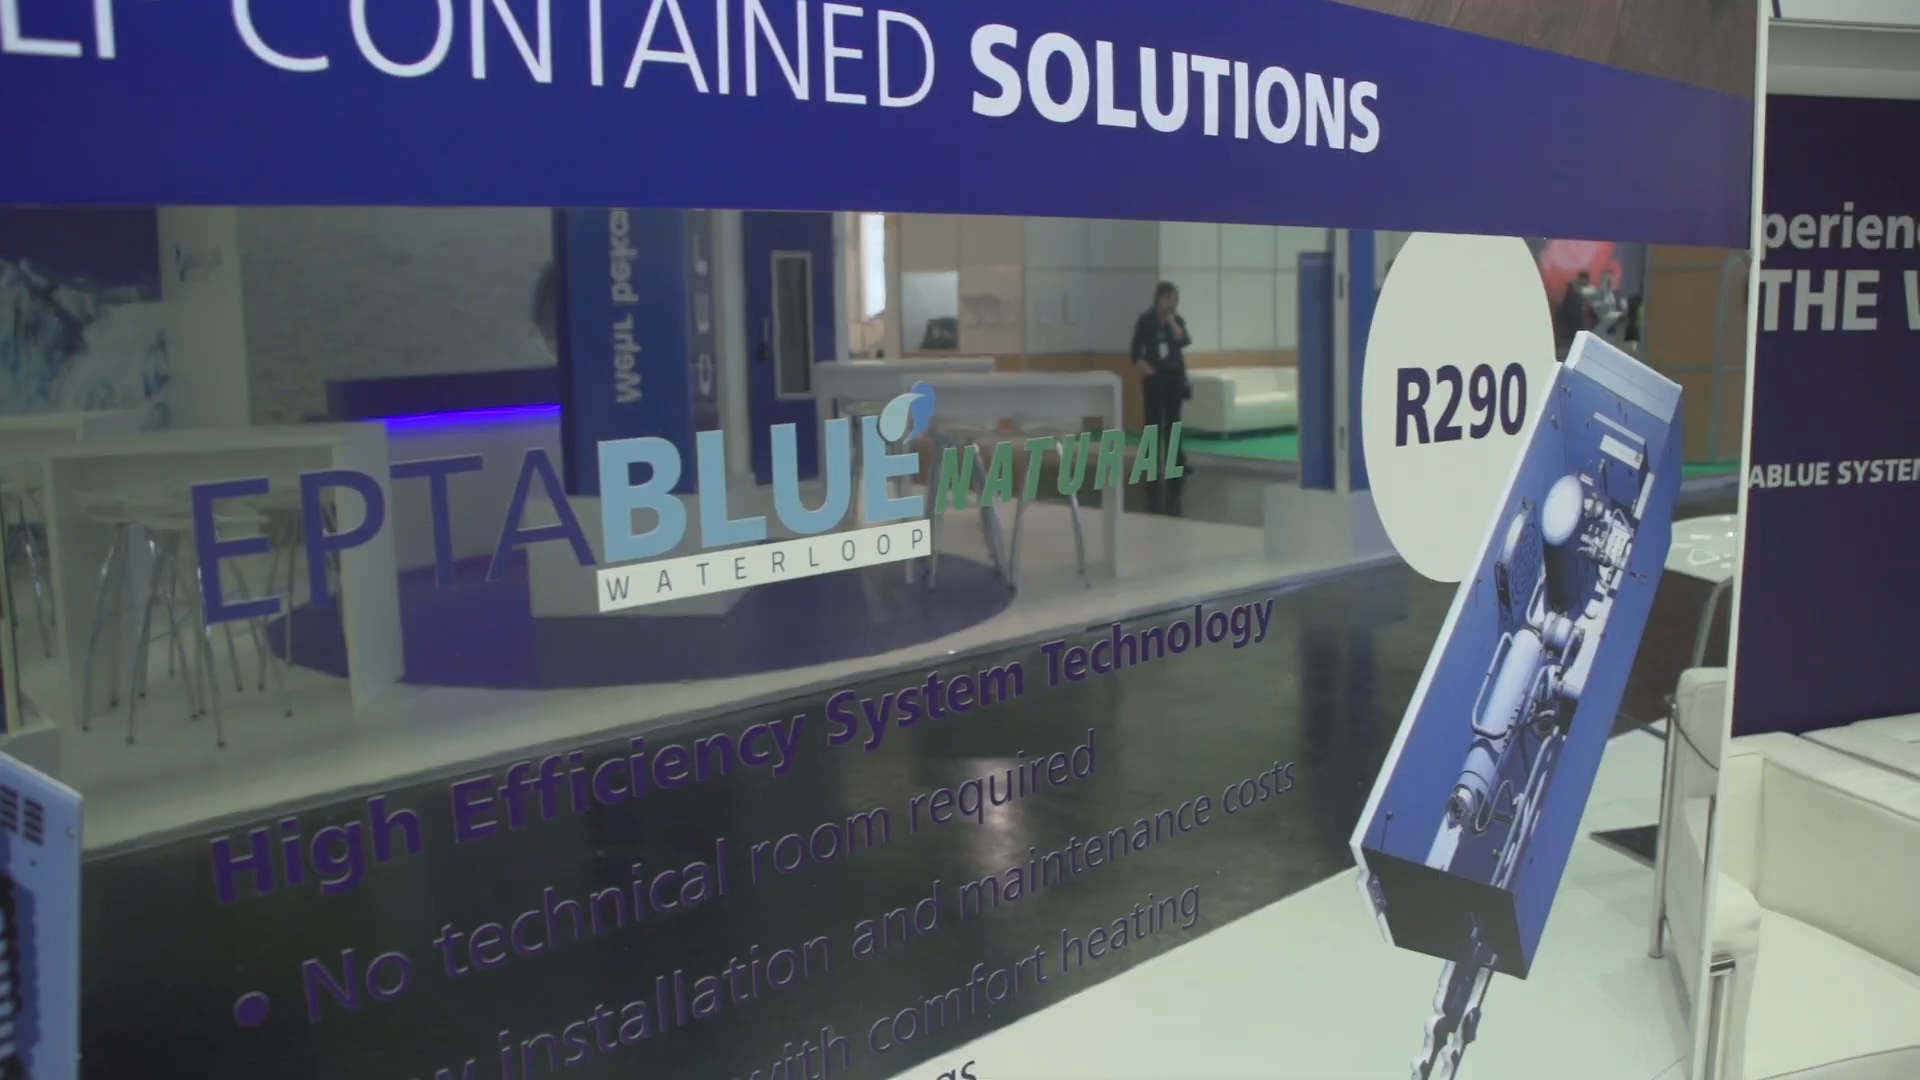 CONTAINED SOLUTIONS
EPTABLUE NATURAL
WATERLOOP
R290
High Efficiency System Technology
• No technical room required
installation and maintenance costs
with comfort heating
THE
ABLUE